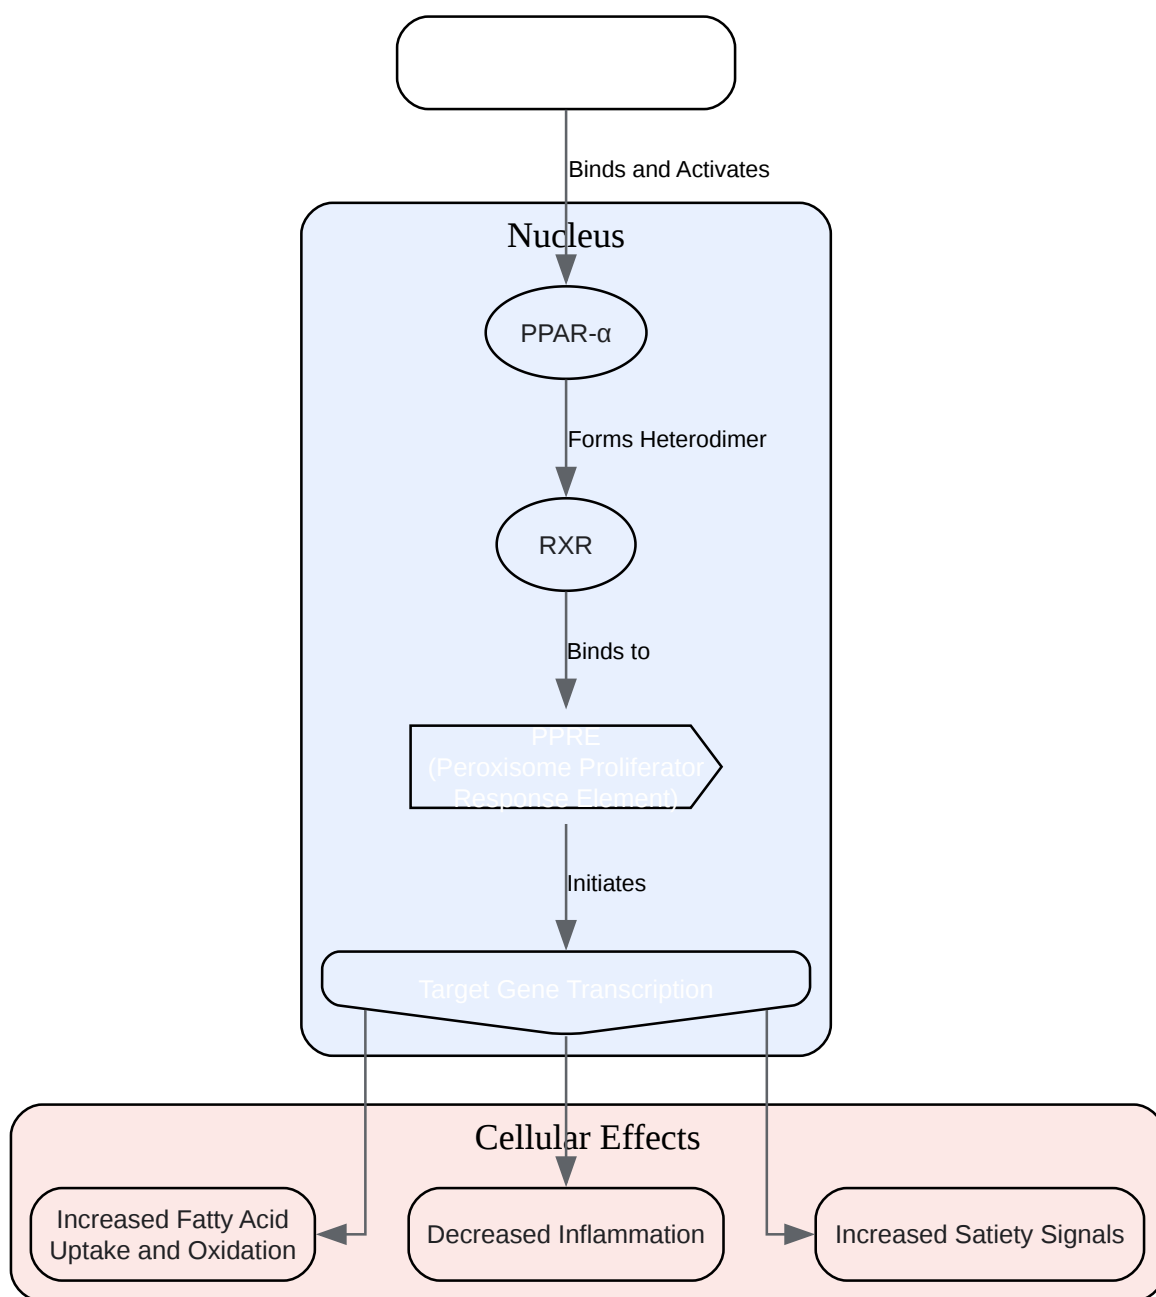 Binds and Activates
Nucleus
PPAR-α
Forms Heterodimer
RXR
Binds to
PPRE
(Peroxisome Proliferator
Response Element)
Initiates
Target Gene Transcription
Cellular Effects
Increased Fatty Acid
Uptake and Oxidation
Decreased Inflammation
Increased Satiety Signals